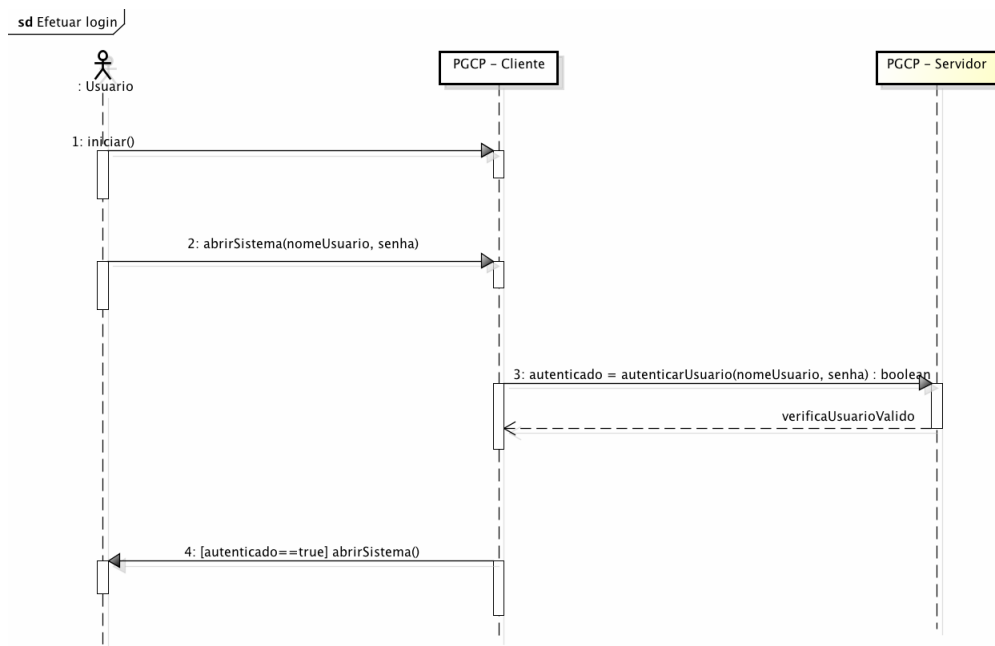 sd Efetuar login
: Usuario
PGCP - Cliente
PGCP - Servidor
1: iniciar()
2: abrirSistema(nomeUsuario, senha)
3: autenticado = autenticarUsuario(nomeUsuario, senha) : boolean
verificaUsuarioValido
4: [autenticado==true] abrirSistema()